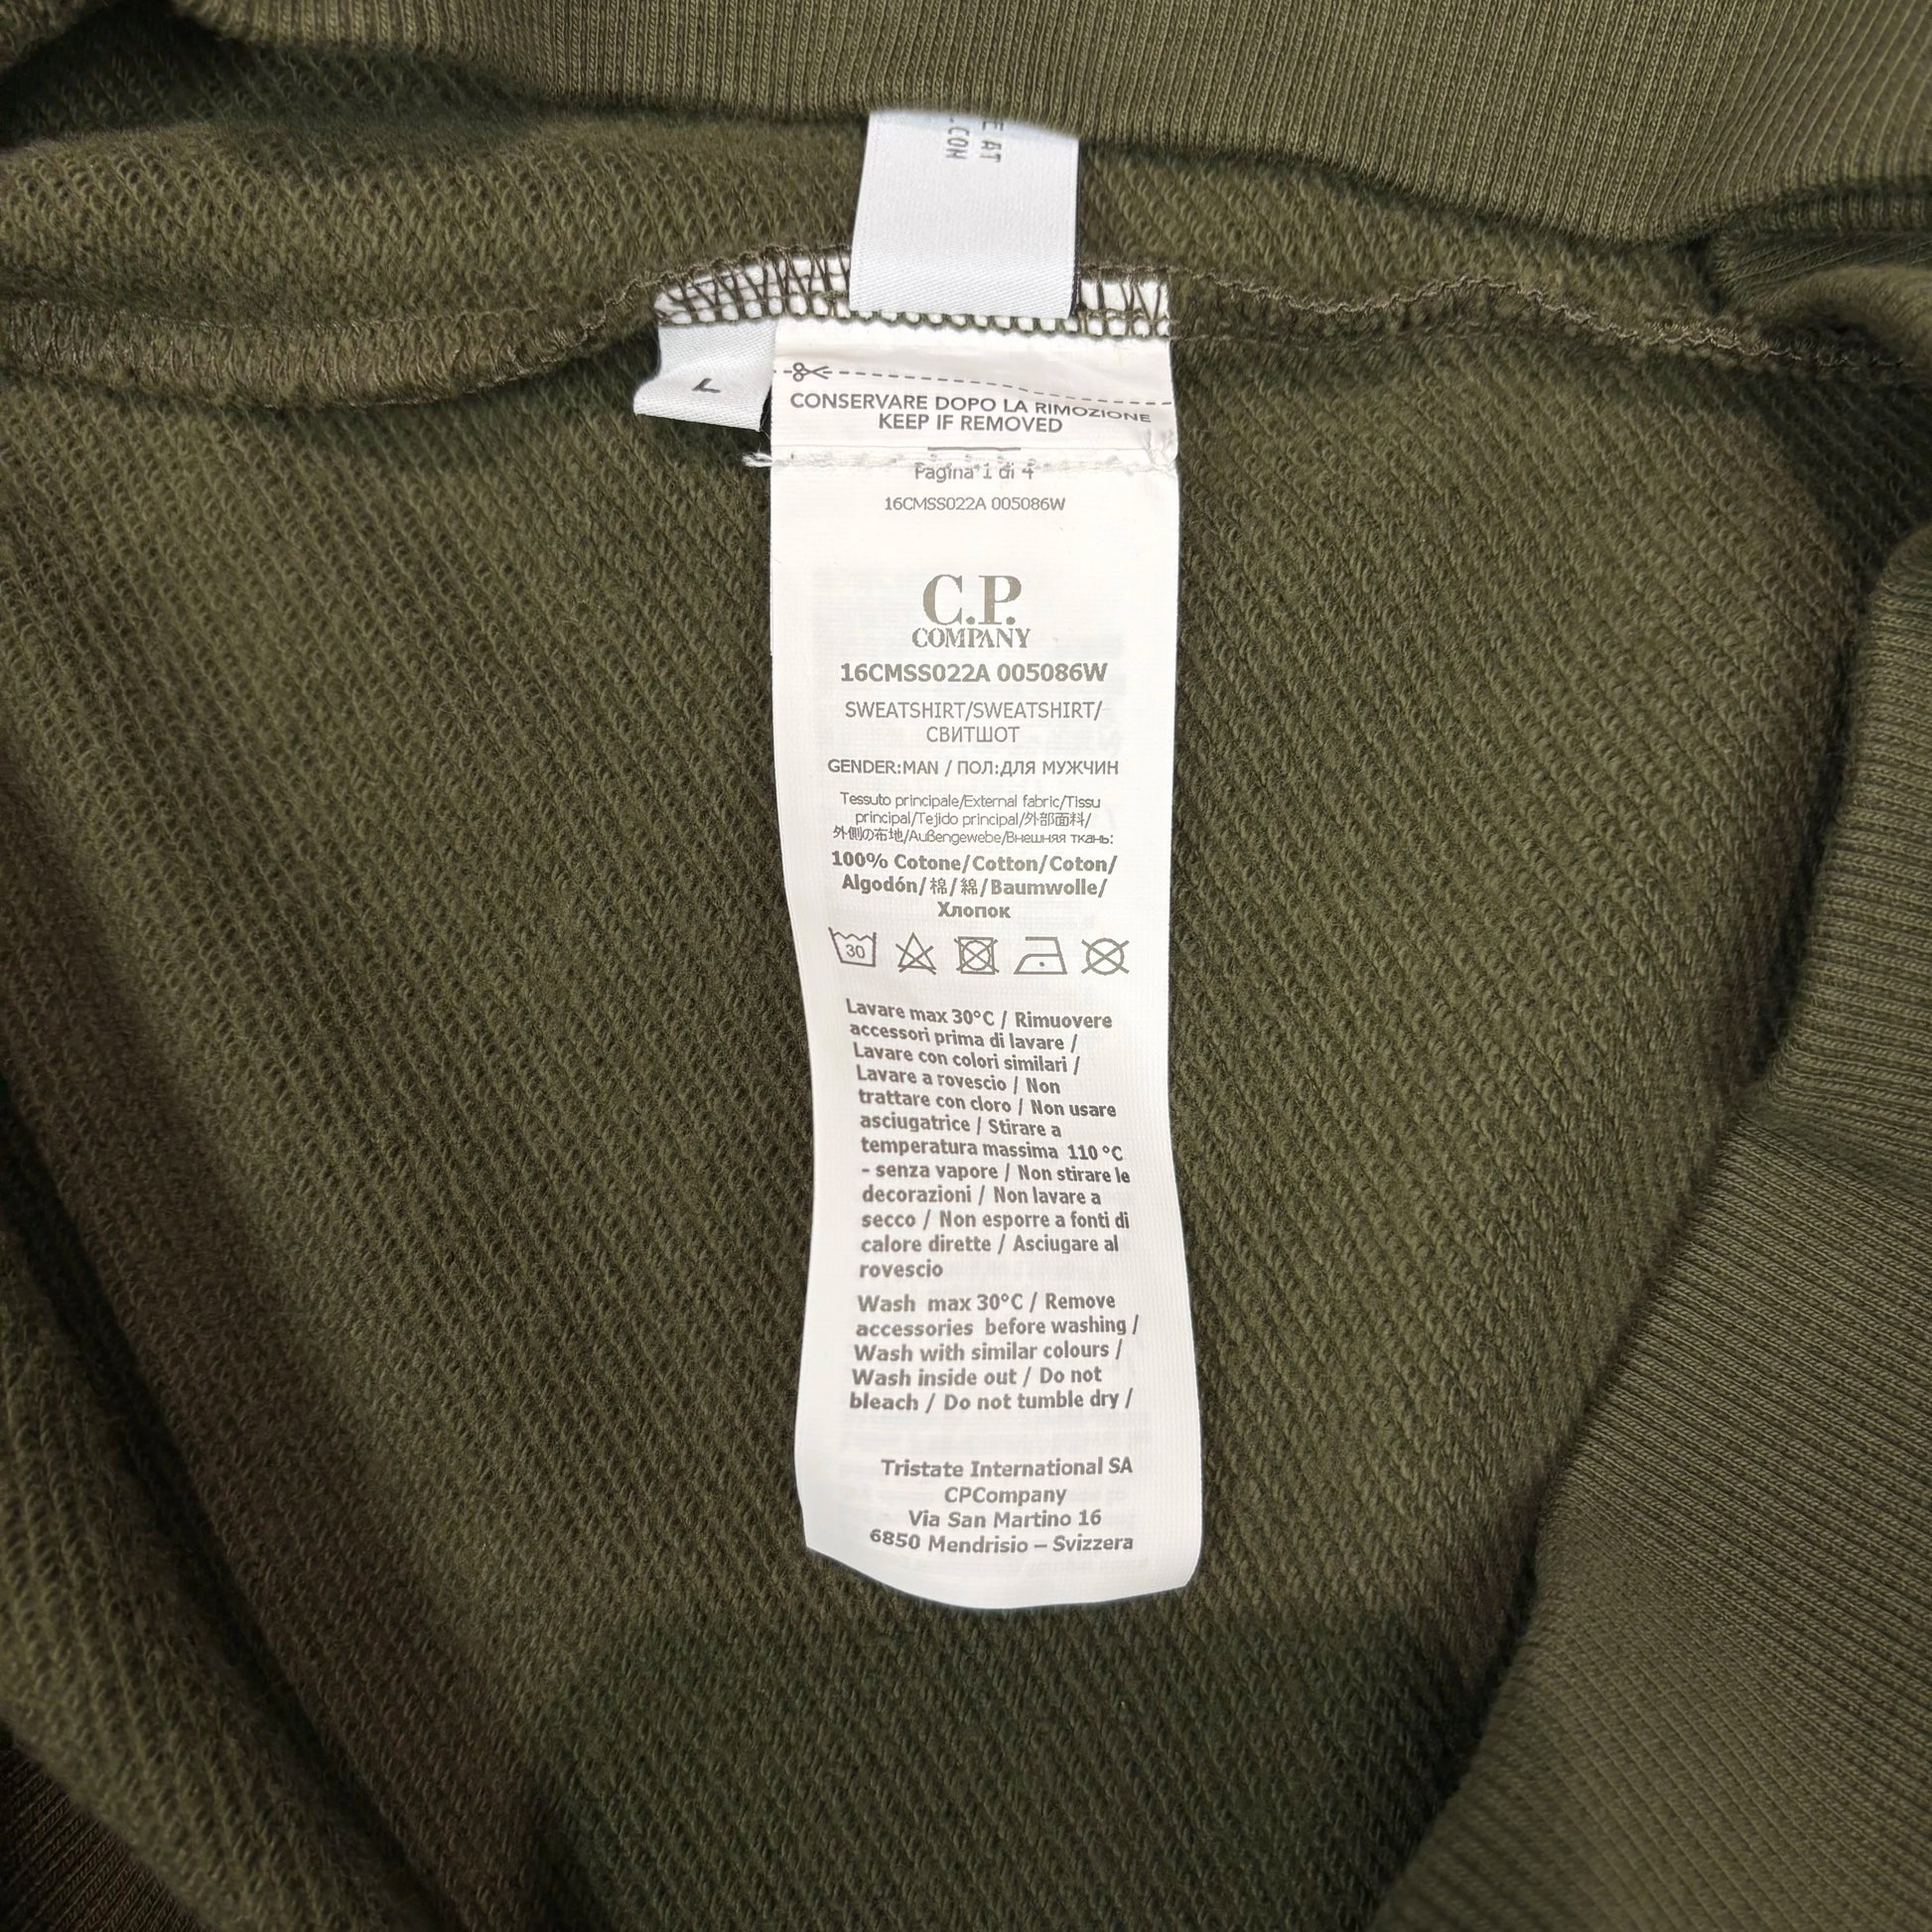 E AT
.CON
L
CONSERVARE DOPO LA RIMOZIONE
KEEP IF REMOVED
Pagina 1 di 4
16CMSS022A 005086W
C.P.
COMPANY
16CMSS022A 005086W
SWEATSHIRT/SWEATSHIRT/
СВИТШОТ
GENDER:MAN / ПОЛ:ДЛЯ МУЖЧИН
Tessuto principale/External fabric/Tissu
principal/Tejido principal/外部面料/
外側の布地/Außengewebe/Внешняя ткань:
100% Cotone/Cotton/Coton/
Algodón/棉/綿/Baumwolle/
Хлопок
30
Lavare max 30°C / Rimuovere
accessori prima di lavare /
Lavare con colori similari /
Lavare a rovescio / Non
trattare con cloro / Non usare
asciugatrice / Stirare a
temperatura massima 110 °C
- senza vapore / Non stirare le
decorazioni / Non lavare a
secco / Non esporre a fonti di
calore dirette / Asciugare al
rovescio
Wash max 30°C / Remove
accessories before washing /
Wash with similar colours /
Wash inside out / Do not
bleach / Do not tumble dry /
Tristate International SA
CPCompany
Via San Martino 16
6850 Mendrisio – Svizzera